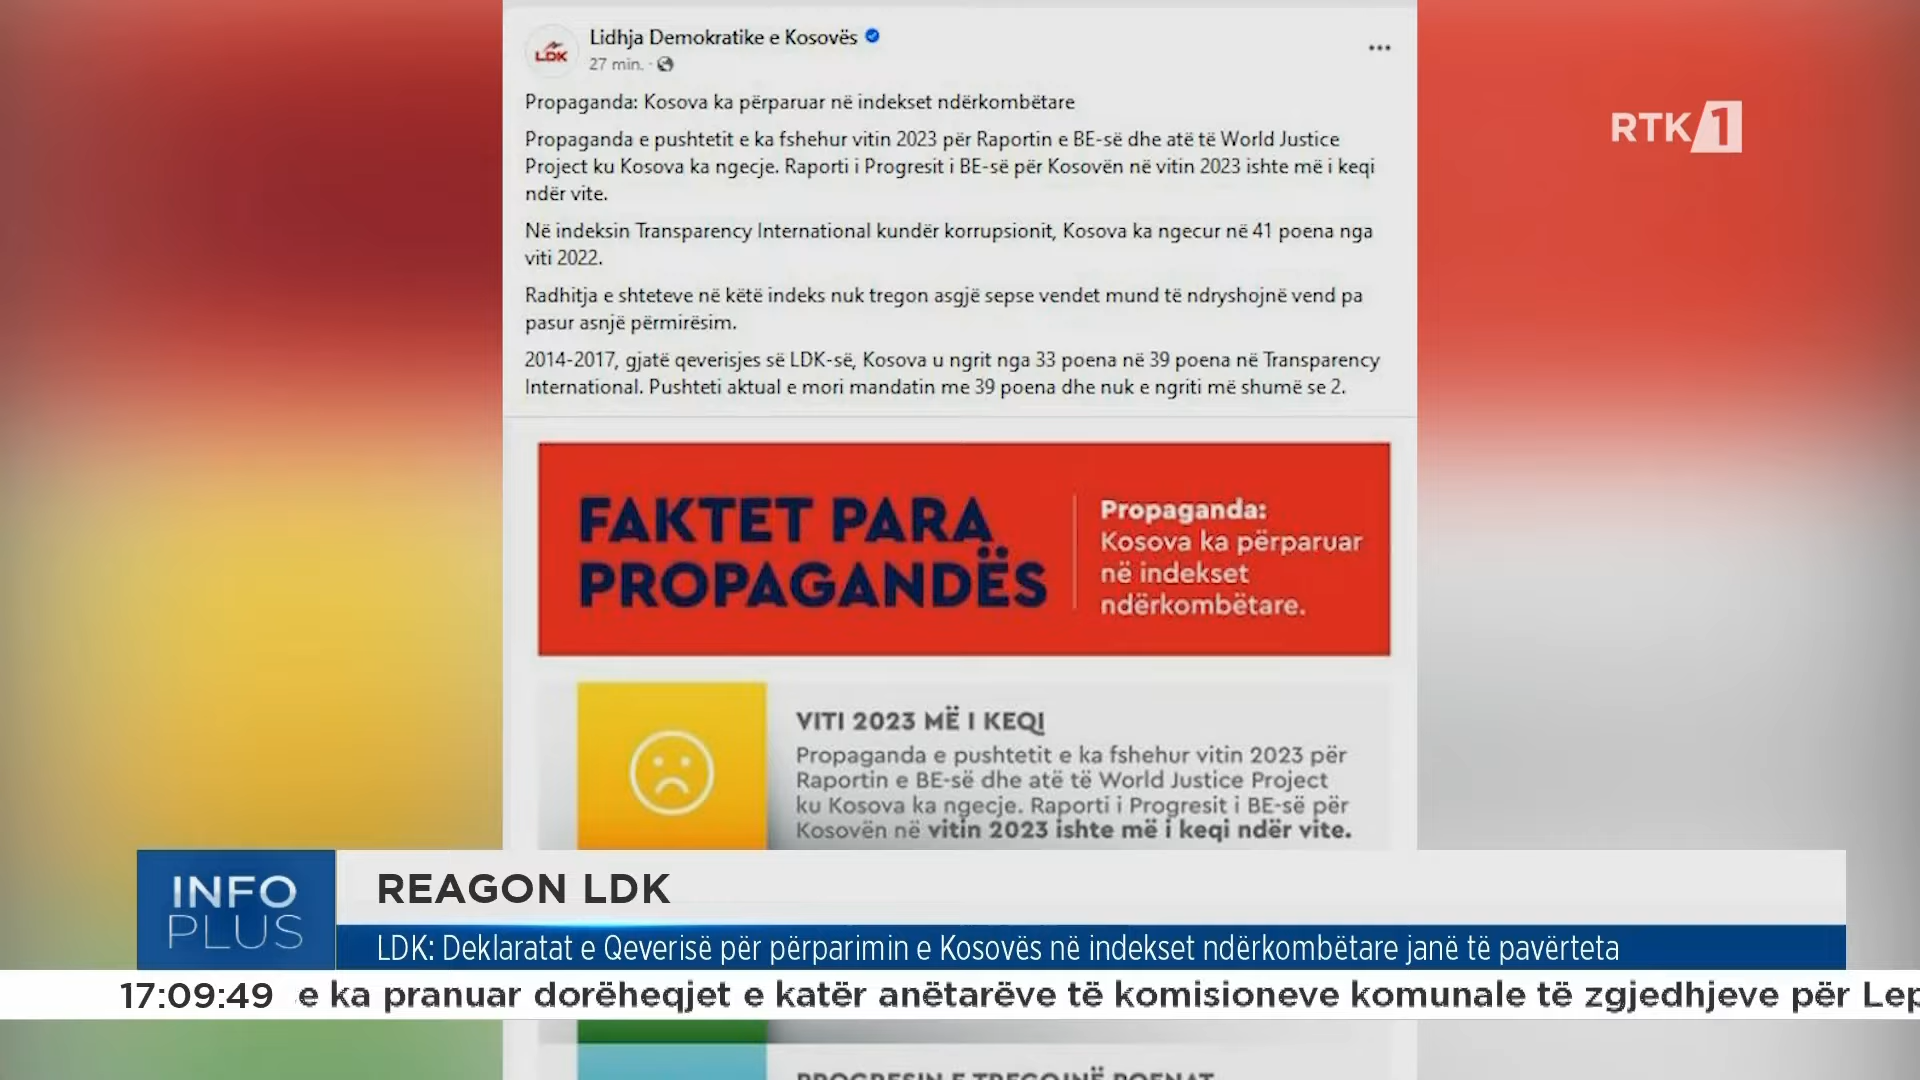 Lidhja Demokratike e Kosovës
LDK
27 min. ·
Propaganda: Kosova ka përparuar në indekset ndërkombëtare
Propaganda e pushtetit e ka fshehur vitin 2023 për Raportin e BE-së dhe atë të World Justice
Project ku Kosova ka ngecje. Raporti i Progresit i BE-së për Kosovën në vitin 2023 ishte më i keqi
ndër vite.
Në indeksin Transparency International kundër korrupsionit, Kosova ka ngecur në 41 poena nga
viti 2022.
Radhitja e shteteve në këtë indeks nuk tregon asgjë sepse vendet mund të ndryshojnë vend pa
pasur asnjë përmirësim.
2014-2017, gjatë qeverisjes së LDK-së, Kosova u ngrit nga 33 poena në 39 poena në Transparency
International. Pushteti aktual e mori mandatin me 39 poena dhe nuk e ngriti më shumë se 2.
RTK/1
FAKTET PARA
PROPAGANDËS
Propaganda:
Kosova ka përparuar
në indekset
ndërkombëtare.
VITI 2023 MË I KEQI
Propaganda e pushtetit e ka fshehur vitin 2023 për
Raportin e BE-së dhe atë të World Justice Project
ku Kosova ka ngecje. Raporti i Progresit i BE-së për
Kosovën në vitin 2023 ishte më i keqi ndër vite.
INFO
PLUS
REAGON LDK
LDK: Deklaratat e Qeverisë për përparimin e Kosovës në indekset ndërkombëtare janë të pavërteta
17:09:49 e ka pranuar dorëheqjet e katër anëtarëve të komisioneve komunale të zgjedhjeve për Lep
PROGRESIN E TREGOJNË POENAT